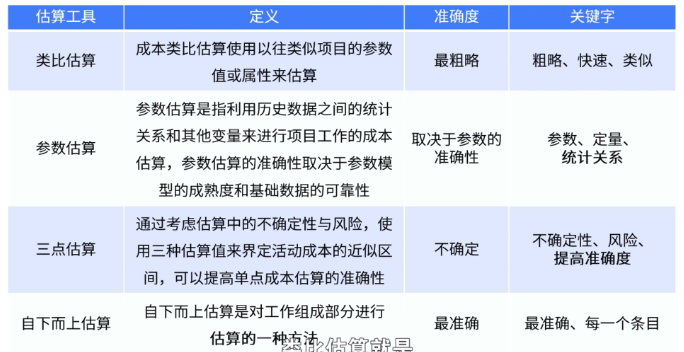 估算工具 定义 准确度 关键字
类比估算 成本类比估算使用以往类似项目的参数
值或属性来估算 最粗略 粗略、快速、类似
参数估算 参数估算是指利用历史数据之间的统计
关系和其他变量来进行项目工作的成本
估算，参数估算的准确性取决于参数模
型的成熟度和基础数据的可靠性 取决于参数的
准确性 参数、定量、
统计关系
三点估算 通过考虑估算中的不确定性与风险，使
用三种估算值来界定活动成本的近似区
间，可以提高单点成本估算的准确性 不确定 不确定性、风险、
提高准确度
自下而上估算 自下而上估算是对工作组成部分进行
估算的一种方法 最准确 最准确、每一个条目
类比估算就是